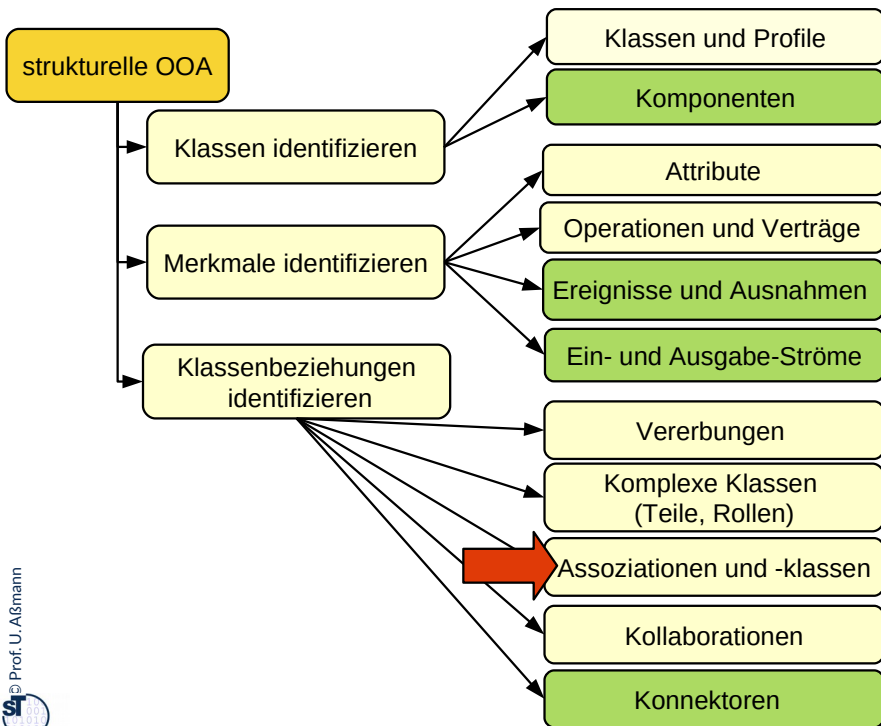 strukturelle OOA
Klassen identifizieren
Klassen und Profile
Komponenten
Merkmale identifizieren
Attribute
Operationen und Verträge
Ereignisse und Ausnahmen
Ein- und Ausgabe-Ströme
Klassenbeziehungen
identifizieren
Vererbungen
Komplexe Klassen
(Teile, Rollen)
Assoziationen und -klassen
Kollaborationen
Konnektoren
© Prof. U. Aßmann
ST